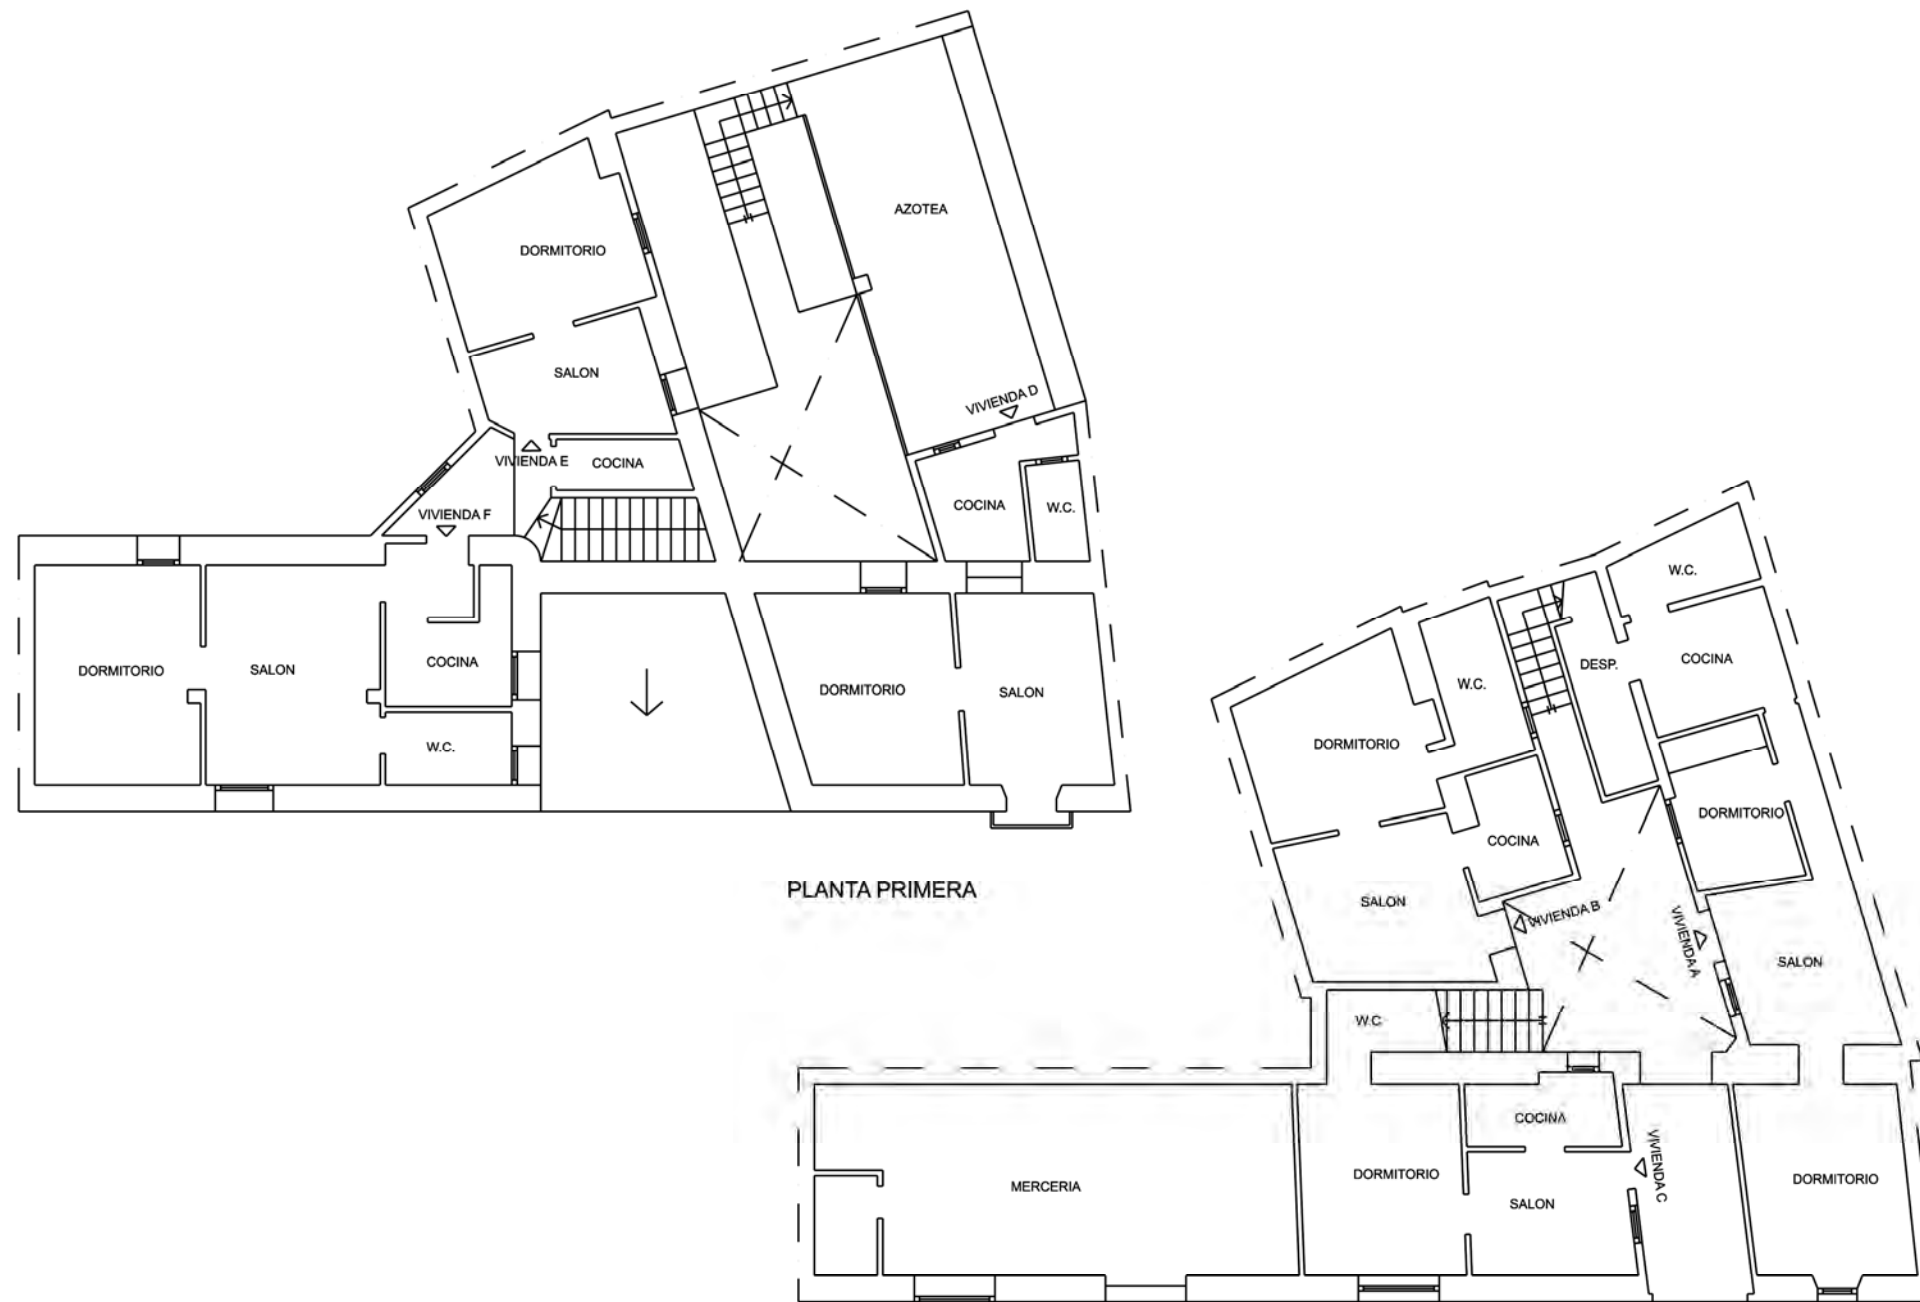 AZOTEA
DORMITORIO
SALON
VIVIENDA D
VIVIENDA E
COCINA
COCINA
W.C.
VIVIENDA F
DORMITORIO
SALON
COCINA
W.C.
DORMITORIO
SALON
PLANTA PRIMERA
W.C.
COCINA
DESP.
W.C.
DORMITORIO
DORMITORIO
COCINA
SALON
VIVIENDA B
VIVIENDA A
SALON
W.C
COCINA
VIVIENDA C
DORMITORIO
SALON
DORMITORIO
MERCERIA